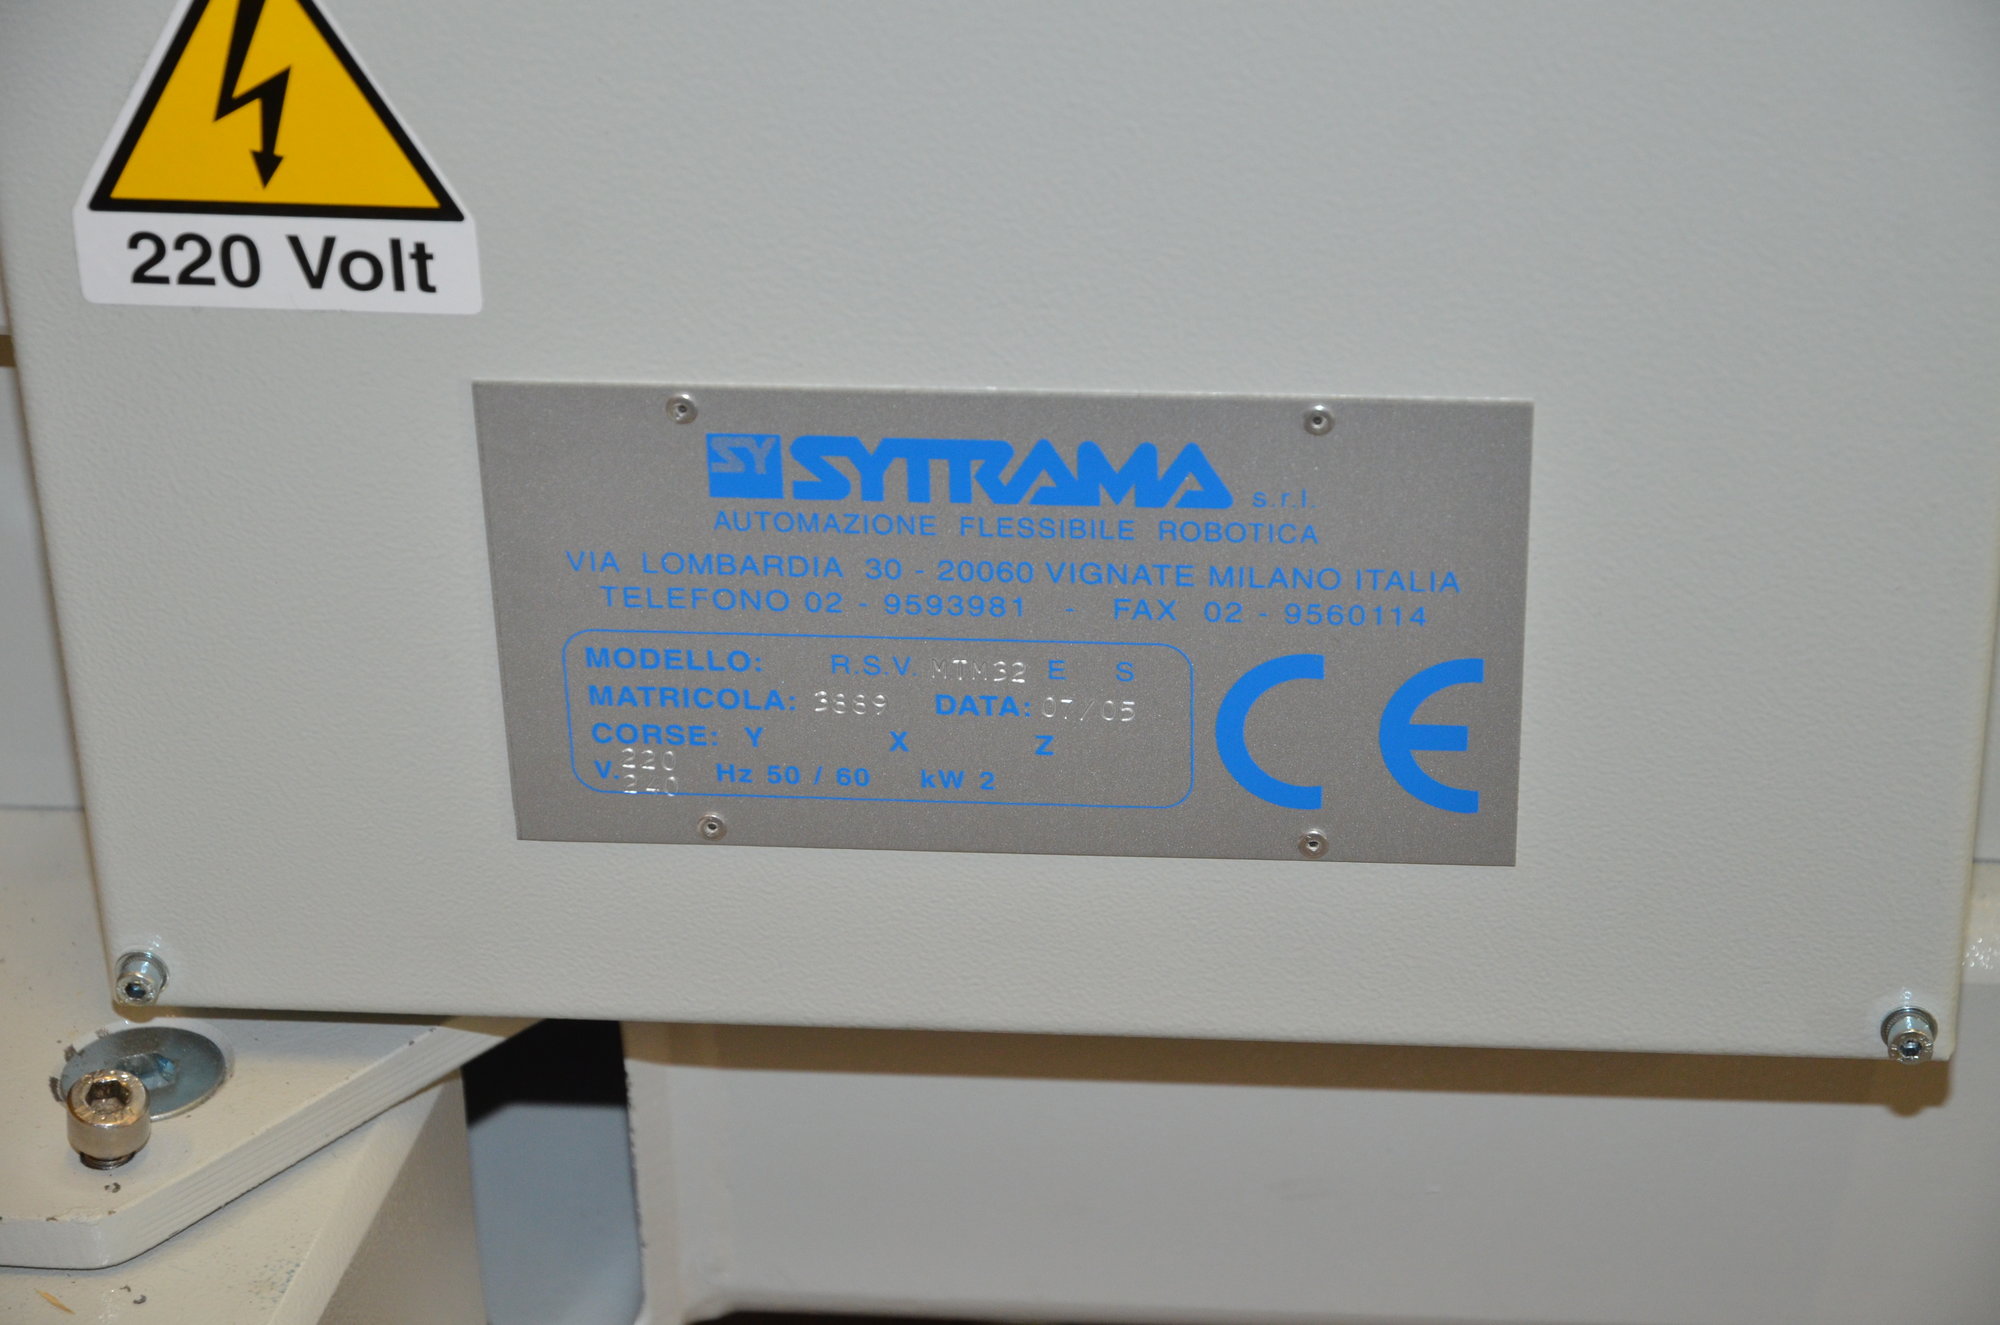 220 Volt
SY SYTRAMA s.r.l.
AUTOMAZIONE FLESSIBILE ROBOTICA
VIA LOMBARDIA 30 - 20060 VIGNATE MILANO ITALIA
TELEFONO 02 - 9593981 - FAX 02 - 9560114
MODELLO: R.S.V. MTM32 E S
MATRICOLA: 3889 DATA: 07/05
CORSE: Y X Z
220
V. Hz 50 / 60 kW 2
240
CE